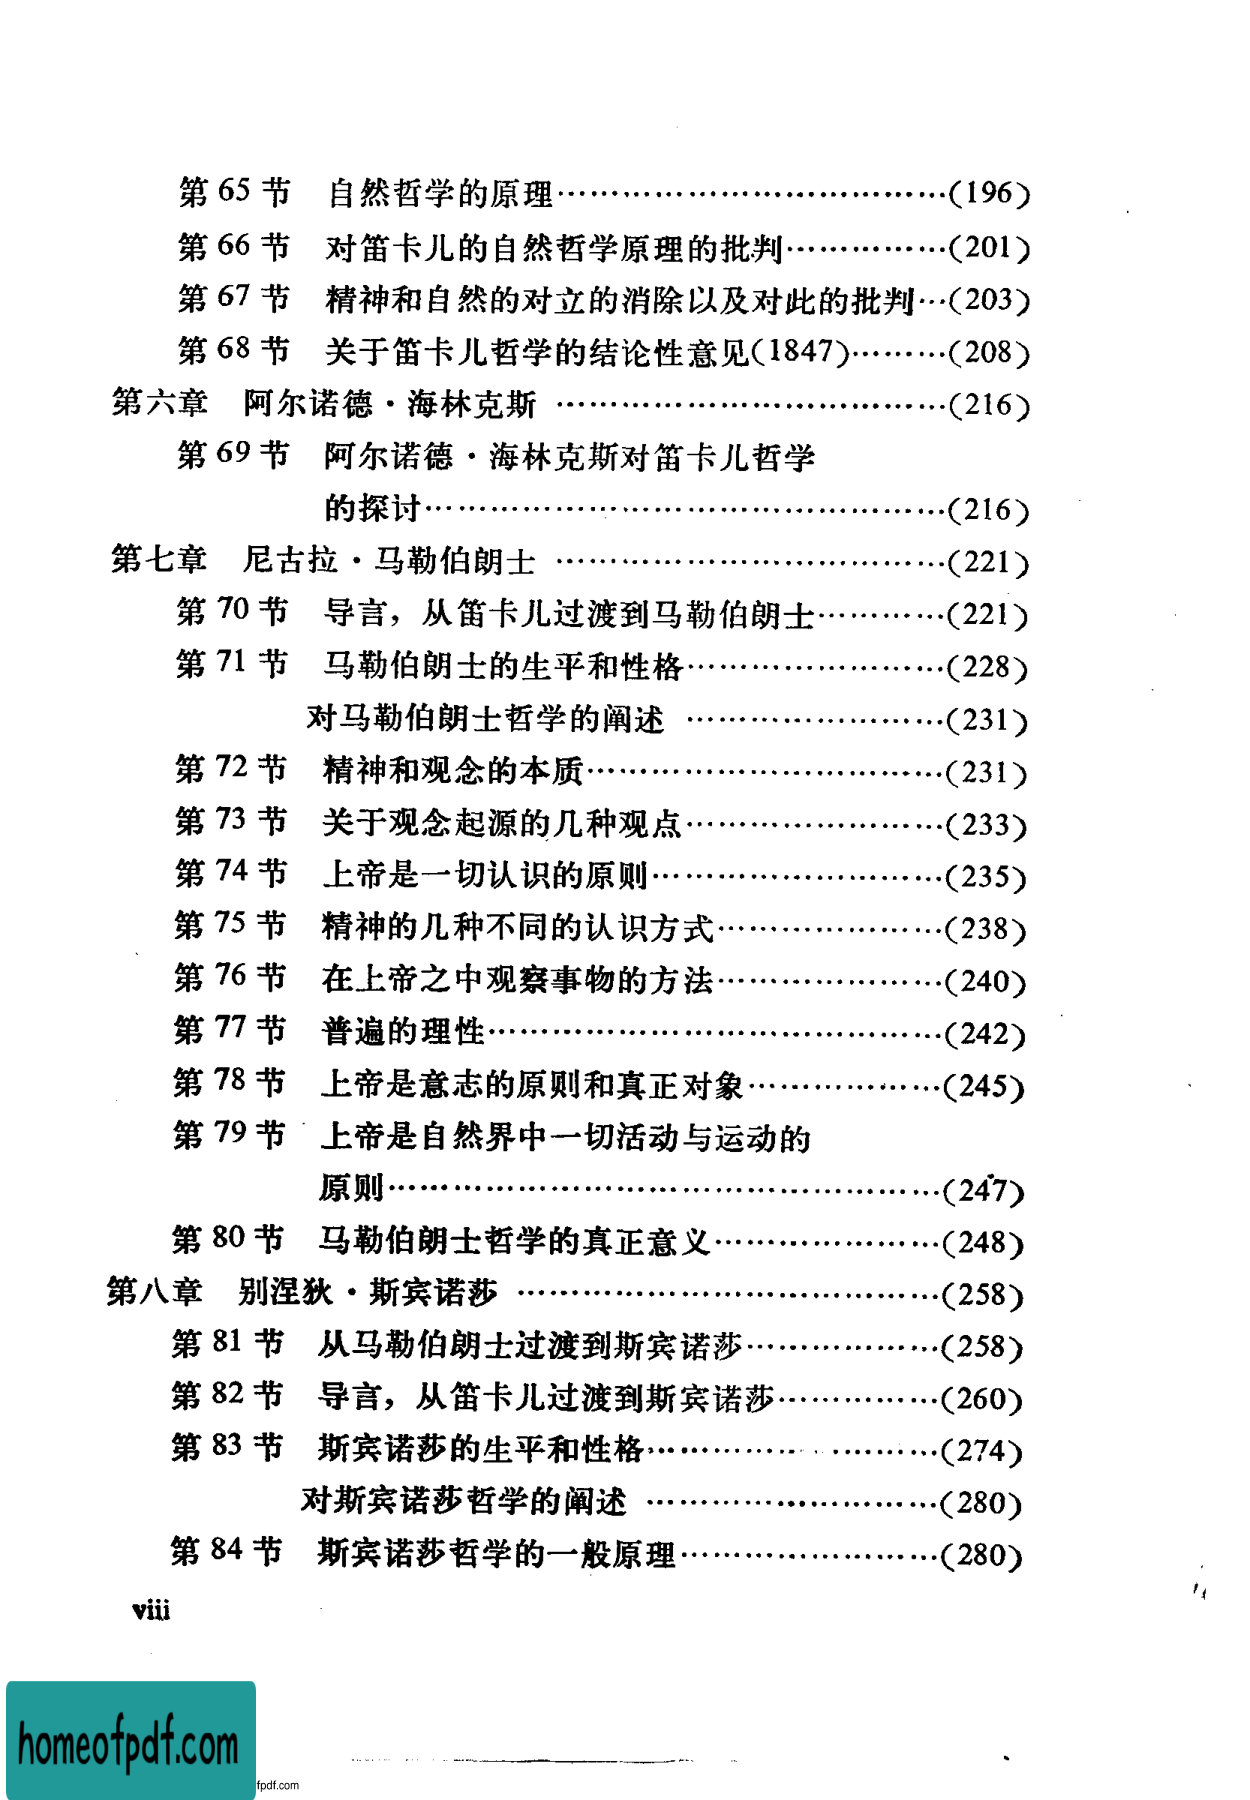 第 65 节　自然哲学的原理……………………………(196)
第 66 节　对笛卡儿的自然哲学原理的批判……………(201)
第 67 节　精神和自然的对立的消除以及对此的批判…(203)
第 68 节　关于笛卡儿哲学的结论性意见(1847)………(208)
第六章　阿尔诺德·海林克斯 ……………………………(216)
第 69 节　阿尔诺德·海林克斯对笛卡儿哲学
的探讨………………………………………(216)
第七章　尼古拉·马勒伯朗士 ……………………………(221)
第 70 节　导言，从笛卡儿过渡到马勒伯朗士…………(221)
第 71 节　马勒伯朗士的生平和性格……………………(228)
对马勒伯朗士哲学的阐述 ……………………(231)
第 72 节　精神和观念的本质……………………………(231)
第 73 节　关于观念起源的几种观点……………………(233)
第 74 节　上帝是一切认识的原则………………………(235)
第 75 节　精神的几种不同的认识方式…………………(238)
第 76 节　在上帝之中观察事物的方法…………………(240)
第 77 节　普遍的理性……………………………………(242)
第 78 节　上帝是意志的原则和真正对象………………(245)
第 79 节　上帝是自然界中一切活动与运动的
原则……………………………………………(247)
第 80 节　马勒伯朗士哲学的真正意义…………………(248)
第八章　别涅狄·斯宾诺莎 ………………………………(258)
第 81 节　从马勒伯朗士过渡到斯宾诺莎………………(258)
第 82 节　导言，从笛卡儿过渡到斯宾诺莎……………(260)
第 83 节　斯宾诺莎的生平和性格………………………(274)
对斯宾诺莎哲学的阐述 ………………………(280)
第 84 节　斯宾诺莎哲学的一般原理……………………(280)
viii
homeofpdf.com
fpdf.com